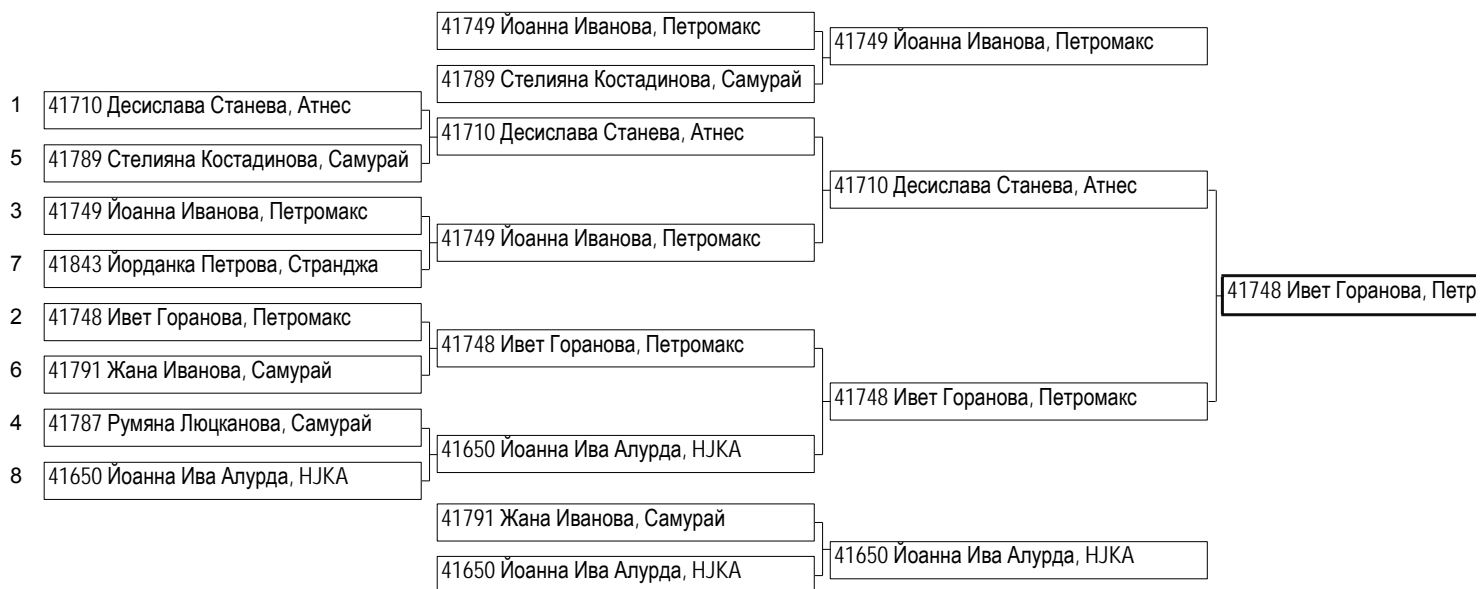 41749 Йоанна Иванова, Петромакс
41749 Йоанна Иванова, Петромакс
41789 Стелияна Костадинова, Самурай
1 41710 Десислава Станева, Атнес
41710 Десислава Станева, Атнес
5 41789 Стелияна Костадинова, Самурай
41710 Десислава Станева, Атнес
3 41749 Йоанна Иванова, Петромакс
41749 Йоанна Иванова, Петромакс
7 41843 Йорданка Петрова, Странджа
41748 Ивет Горанова, Петр
2 41748 Ивет Горанова, Петромакс
41748 Ивет Горанова, Петромакс
6 41791 Жана Иванова, Самурай
41748 Ивет Горанова, Петромакс
4 41787 Румяна Люцканова, Самурай
41650 Йоанна Ива Алурда, HJKA
8 41650 Йоанна Ива Алурда, HJKA
41791 Жана Иванова, Самурай
41650 Йоанна Ива Алурда, HJKA
41650 Йоанна Ива Алурда, HJKA